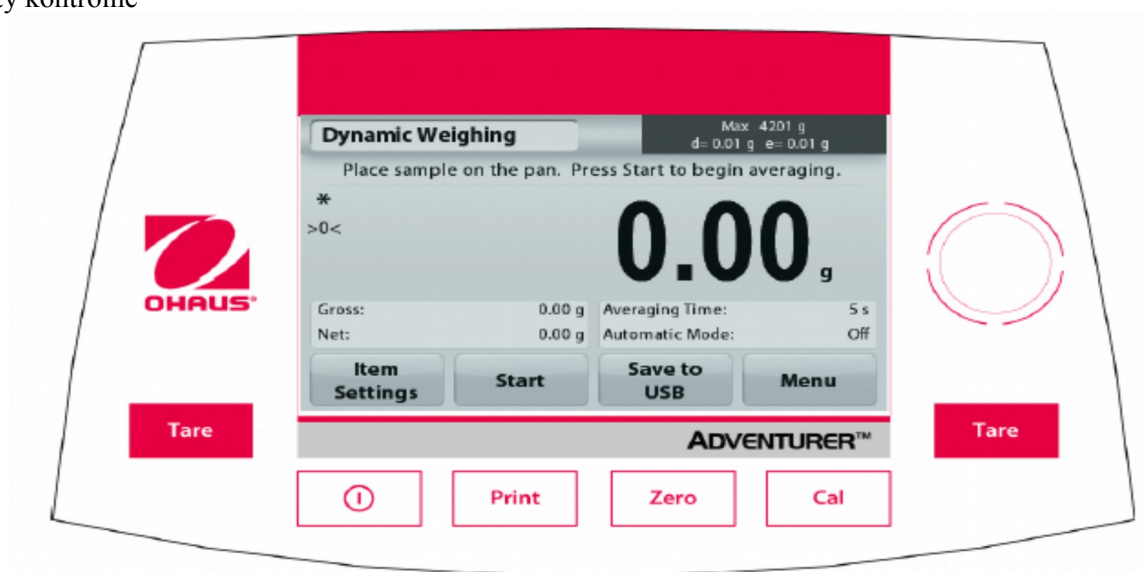 kontrolne
Dynamic Weighing
Max 4201 g
d= 0.01 g e= 0.01 g
Place sample on the pan. Press Start to begin averaging.
*
>0<
0.00 g
Gross: 0.00 g
Net: 0.00 g
Averaging Time: 5 s
Automatic Mode: Off
Item
Settings
Start
Save to
USB
Menu
OHAUS®
Tare
ADVENTURER™
Tare
Print
Zero
Cal